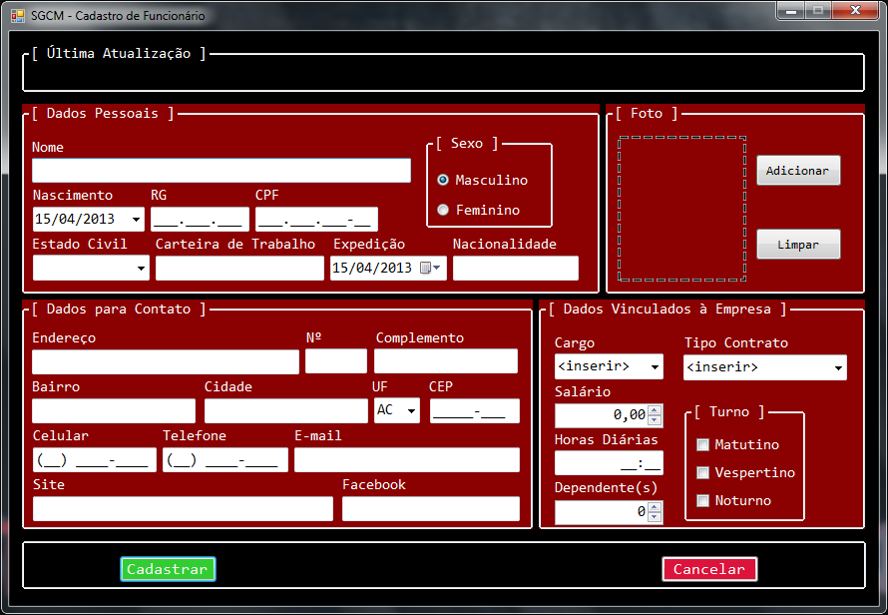 SGCM - Cadastro de Funcionário
[ Última Atualização ]
[ Dados Pessoais ]
Nome
[ Sexo ]
Masculino
Feminino
Nascimento RG CPF
15/04/2013 ___.___.___ ___.___.___-__
Estado Civil Carteira de Trabalho Expedição Nacionalidade
15/04/2013
[ Foto ]
Adicionar
Limpar
[ Dados para Contato ]
Endereço Nº Complemento
Bairro Cidade UF CEP
AC _____-___
Celular Telefone E-mail
(__) ____-____ (__) ____-____
Site Facebook
[ Dados Vinculados à Empresa ]
Cargo Tipo Contrato
<inserir> <inserir>
Salário
0,00
Horas Diárias
__:__
Dependente(s)
0
[ Turno ]
Matutino
Vespertino
Noturno
Cadastrar Cancelar